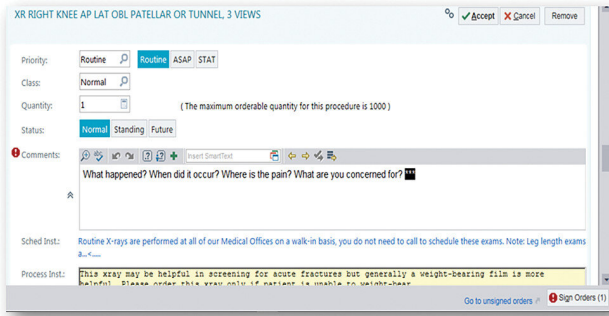 XR RIGHT KNEE AP LAT OBL PATELLAR OR TUNNEL, 3 VIEWS
Accept Cancel Remove
Priority: Routine Routine ASAP STAT
Class: Normal
Quantity: 1 ( The maximum orderable quantity for this procedure is 1000 )
Status: Normal Standing Future
Comments: Insert SmartText
What happened? When did it occur? Where is the pain? What are you concerned for? ***
Sched Inst.: Routine X-rays are performed at all of our Medical Offices on a walk-in basis, you do not need to call to schedule these exams. Note: Leg length exams
a...<.....
Process Inst.: This xray may be helpful in screening for acute fractures but generally a weight-bearing film is more
helpful. Please order this xray only if patient is unable to weight-bear.
Go to unsigned orders Sign Orders (1)